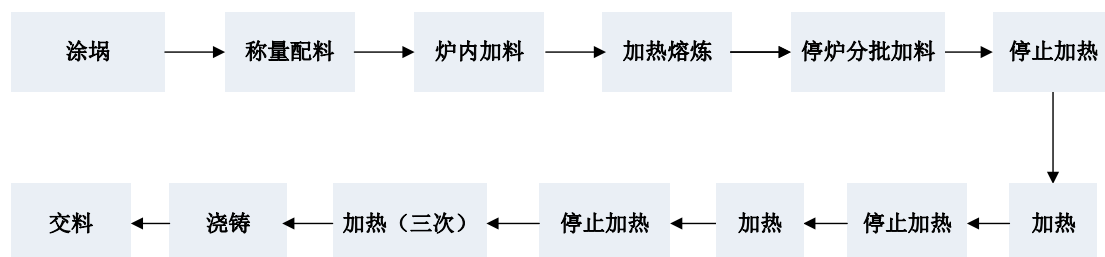 涂埚
称量配料
炉内加料
加热熔炼
停炉分批加料
停止加热
加热
停止加热
加热
停止加热
加热（三次）
浇铸
交料